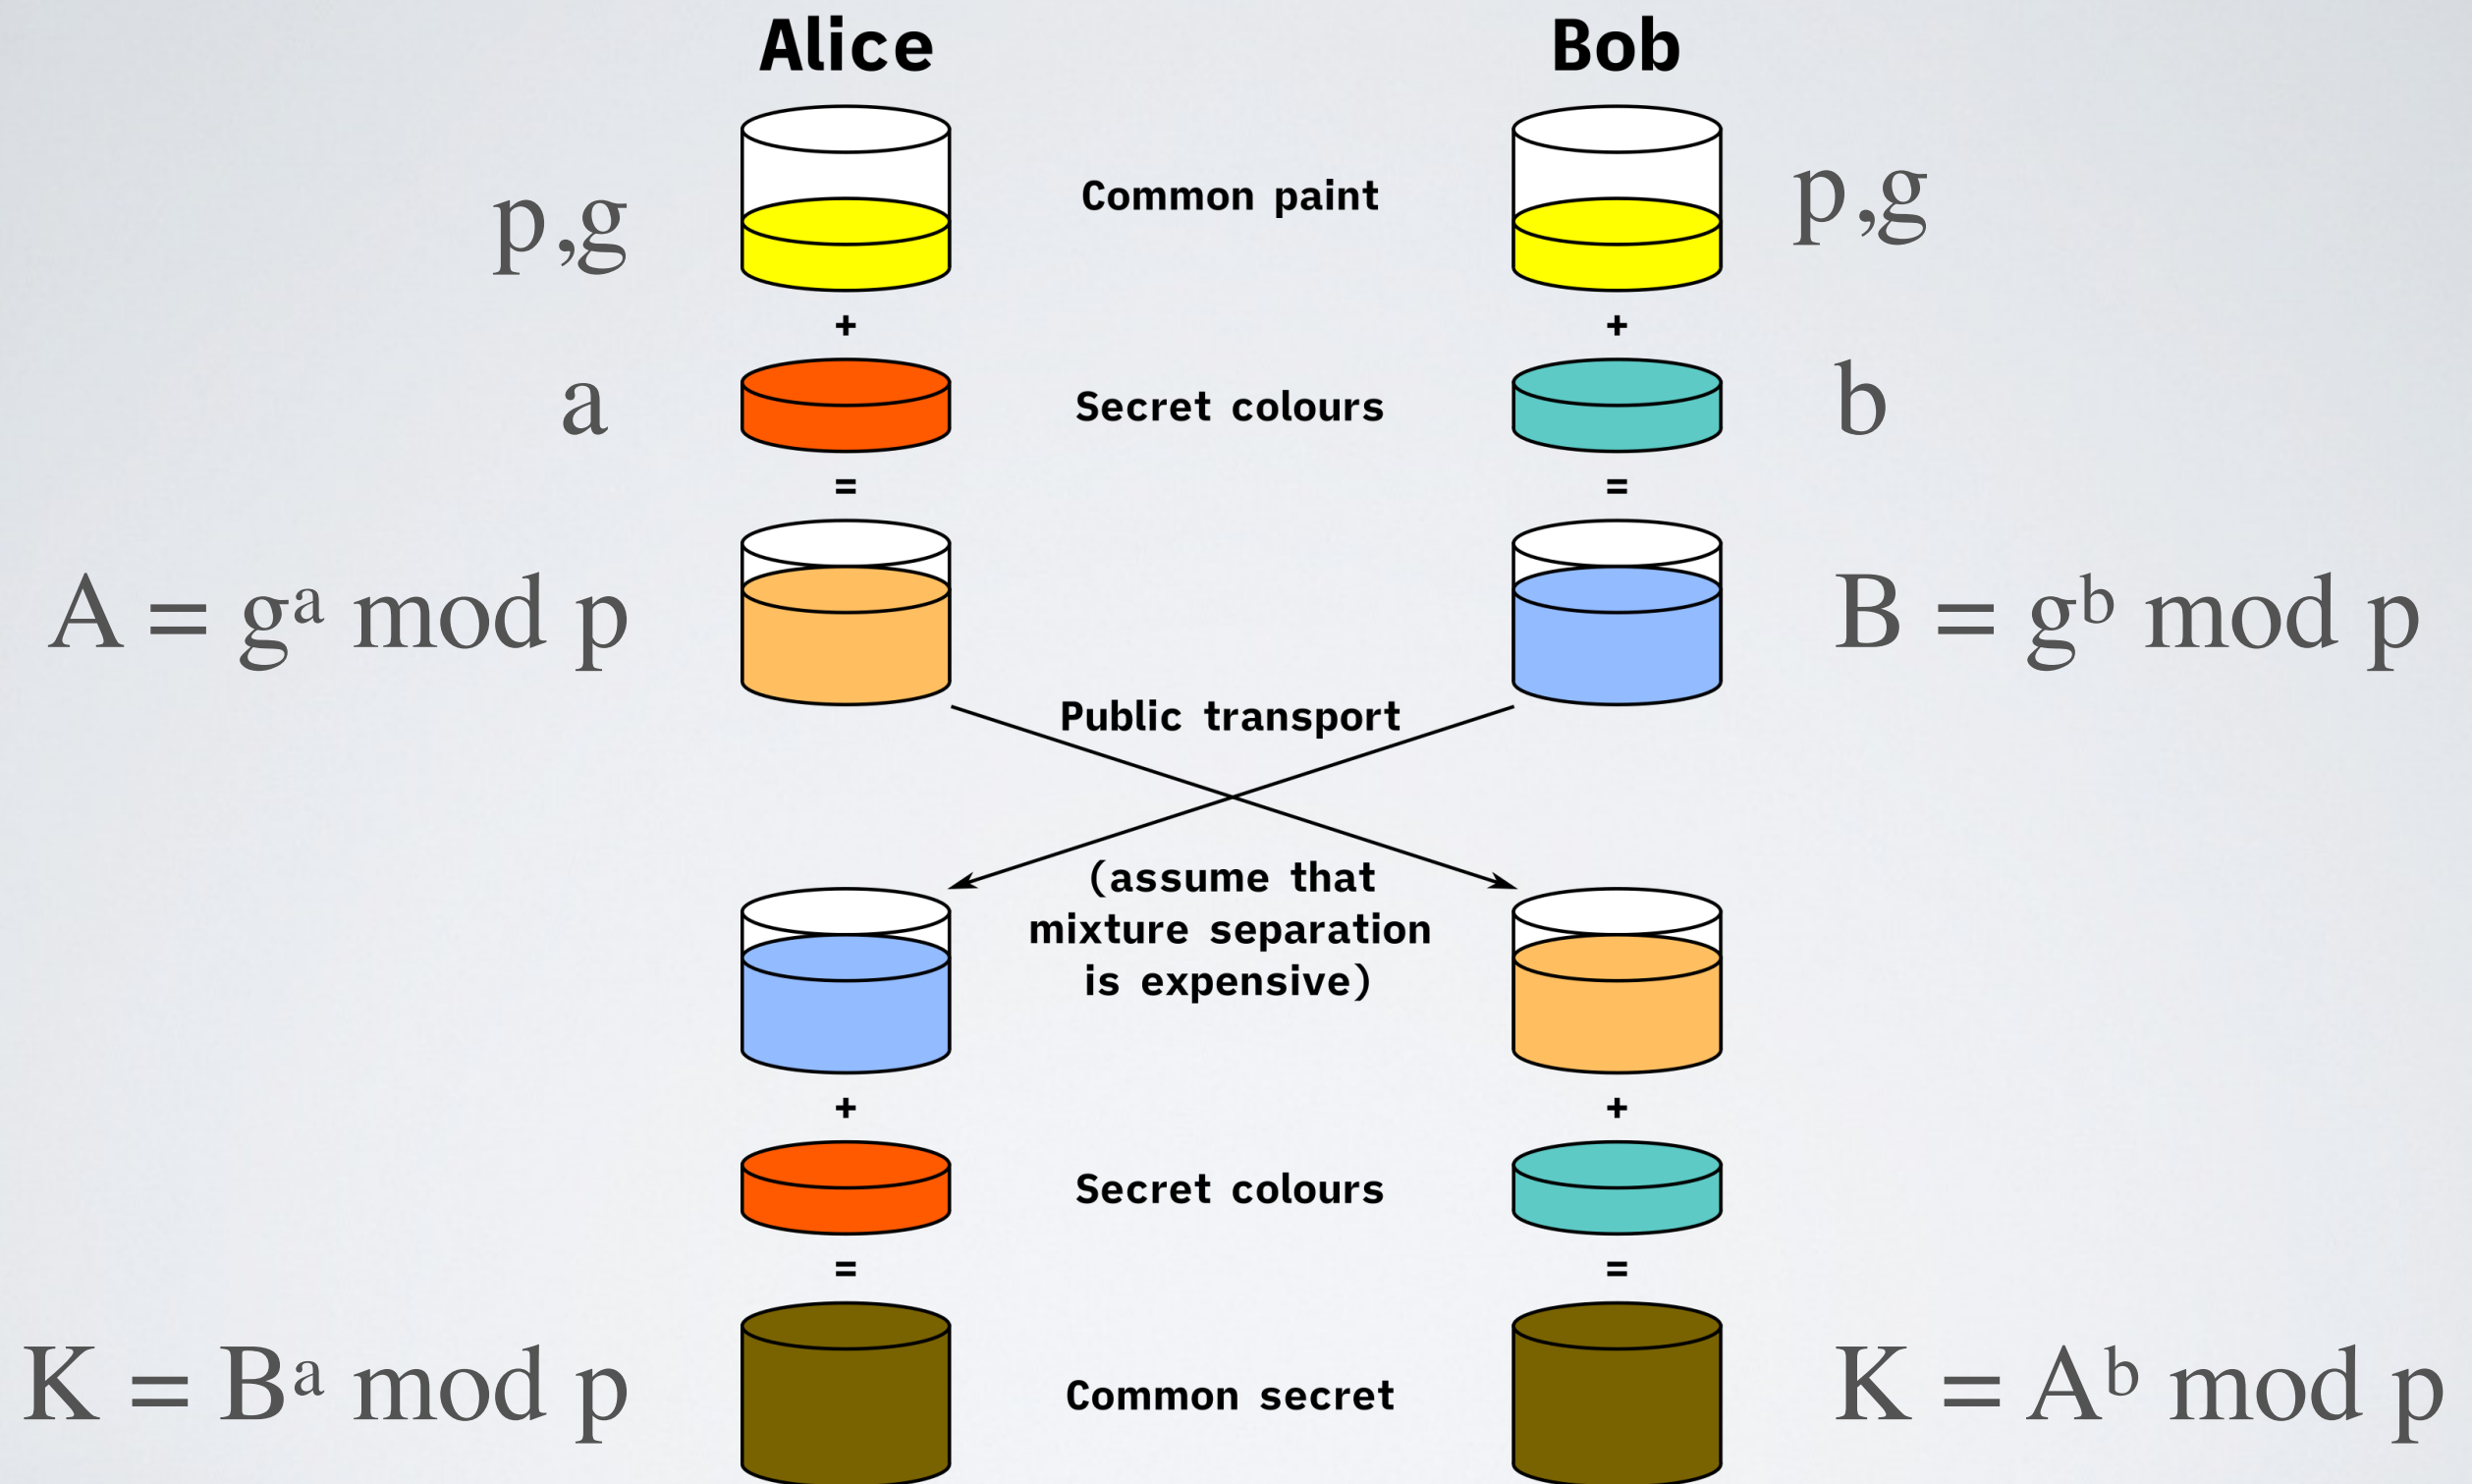 Alice Bob
p,g Common paint p,g
+ +
a Secret colours b
= =
A = gᵃ mod p B = gᵇ mod p
Public transport
(assume that
mixture separation
is expensive)
+ +
Secret colours
= =
K = Bᵃ mod p Common secret K = Aᵇ mod p